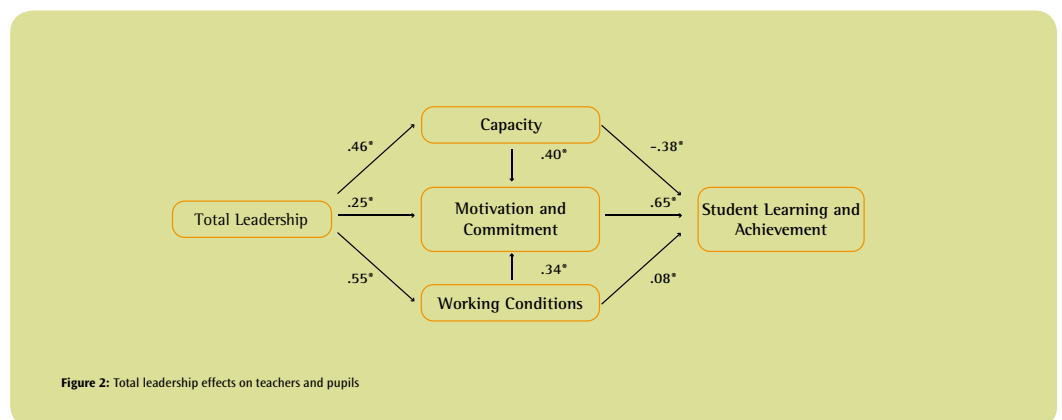 Capacity
.46*
-.38*
.40*
Total Leadership
.25*
Motivation and
Commitment
.65*
Student Learning and
Achievement
.55*
.34*
.08*
Working Conditions
Figure 2: Total leadership effects on teachers and pupils